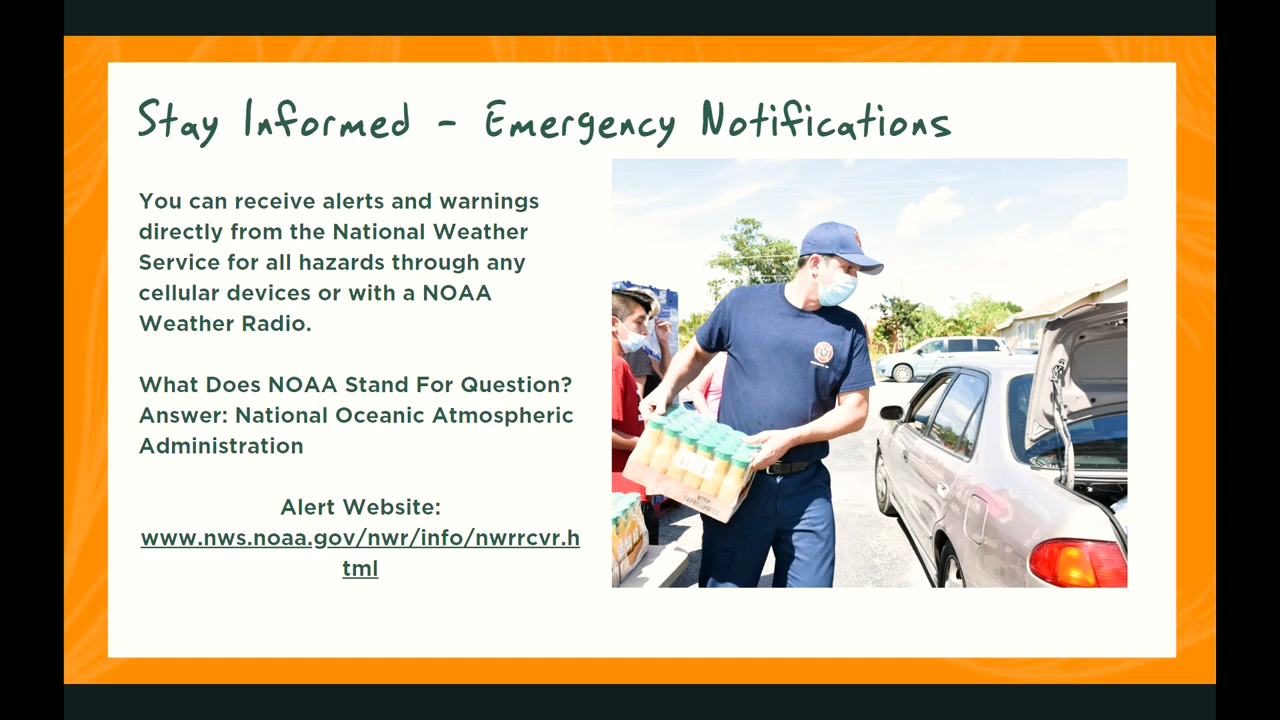 Stay Informed - Emergency Notifications
You can receive alerts and warnings
directly from the National Weather
Service for all hazards through any
cellular devices or with a NOAA
Weather Radio.
What Does NOAA Stand For Question?
Answer: National Oceanic Atmospheric
Administration
Alert Website:
www.nws.noaa.gov/nwr/info/nwrrcvr.h
tml